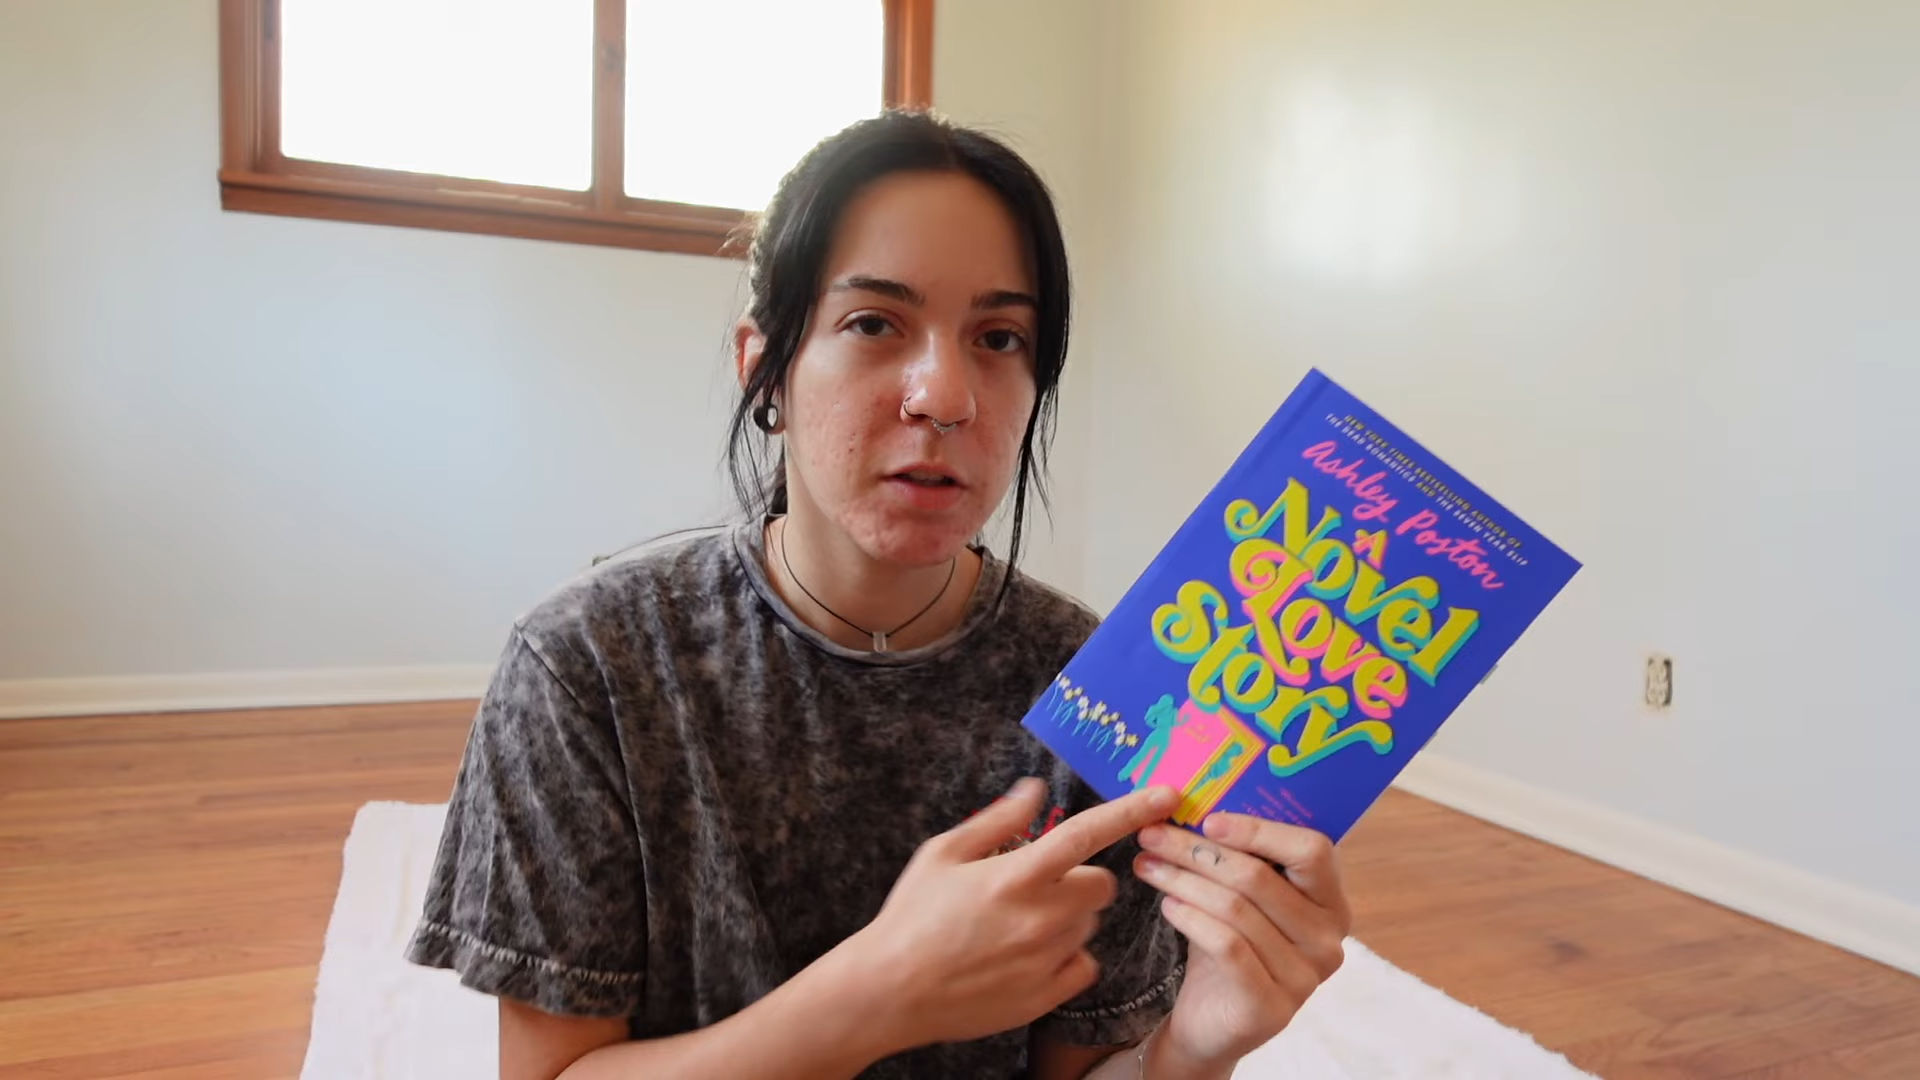 NEW YORK TIMES BESTSELLING AUTHOR OF
THE DEAD ROMANTICS AND THE SEVEN YEAR SLIP
Ashley Poston
A
Novel
Love
Story